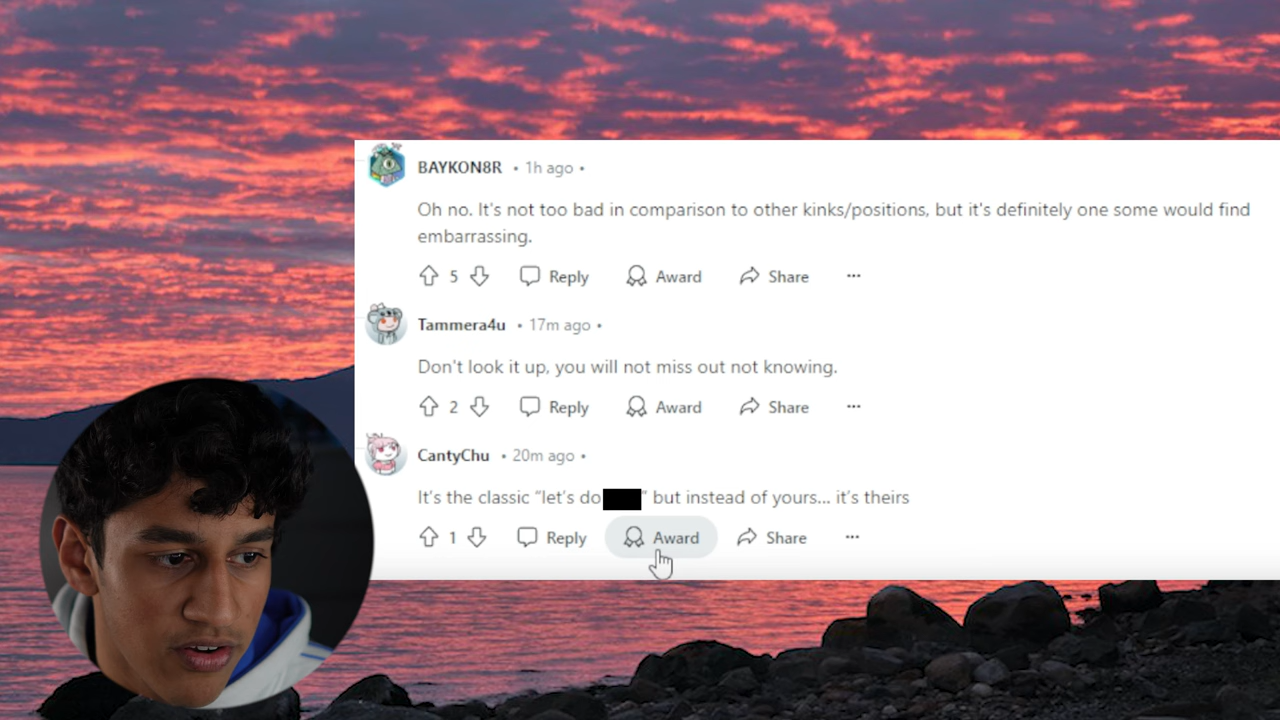 BAYKON8R • 1h ago •
Oh no. It's not too bad in comparison to other kinks/positions, but it's definitely one some would find
embarrassing.
5 Reply Award Share ...
Tammera4u • 17m ago •
Don't look it up, you will not miss out not knowing.
2 Reply Award Share ...
CantyChu • 20m ago •
It's the classic “let's do ” but instead of yours... it's theirs
1 Reply Award Share ...